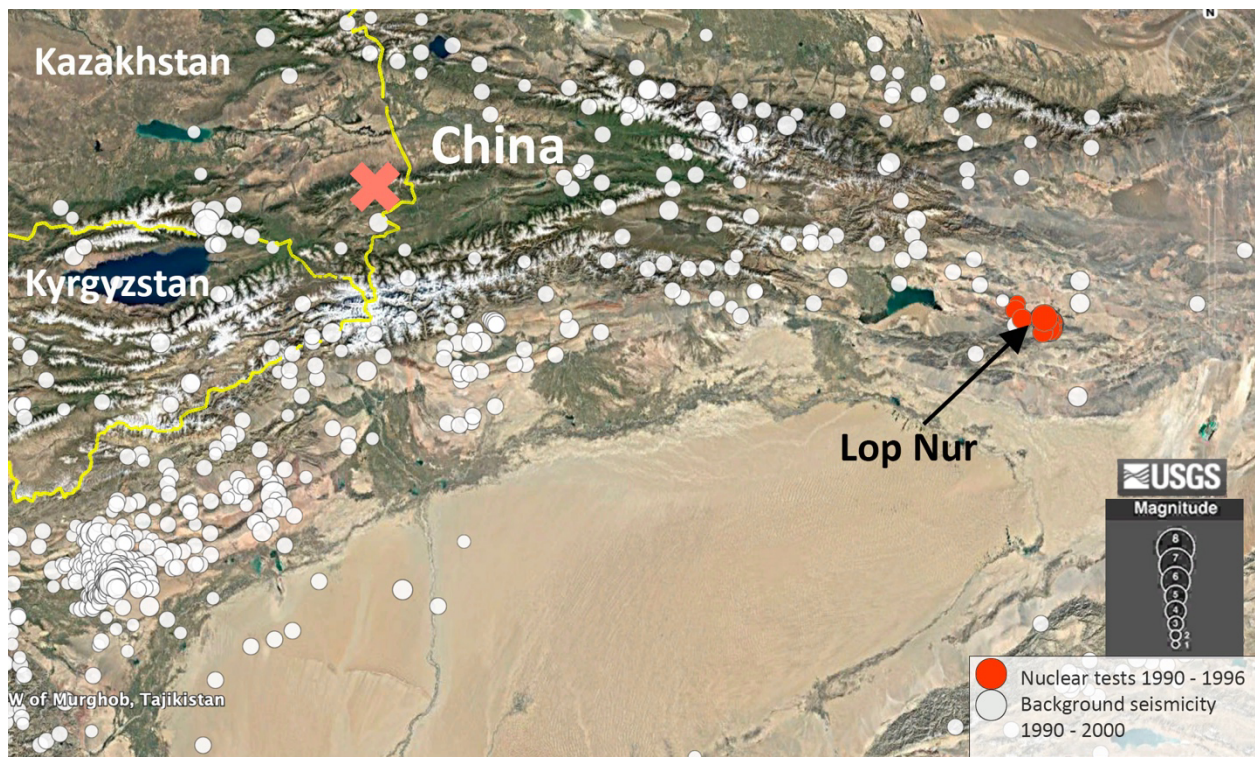 N
Kazakhstan
China
Kyrgyzstan
Lop Nur
USGS
Magnitude
8
7
6
5
4
3
2
1
Nuclear tests 1990 - 1996
Background seismicity
1990 - 2000
W of Murghob, Tajikistan